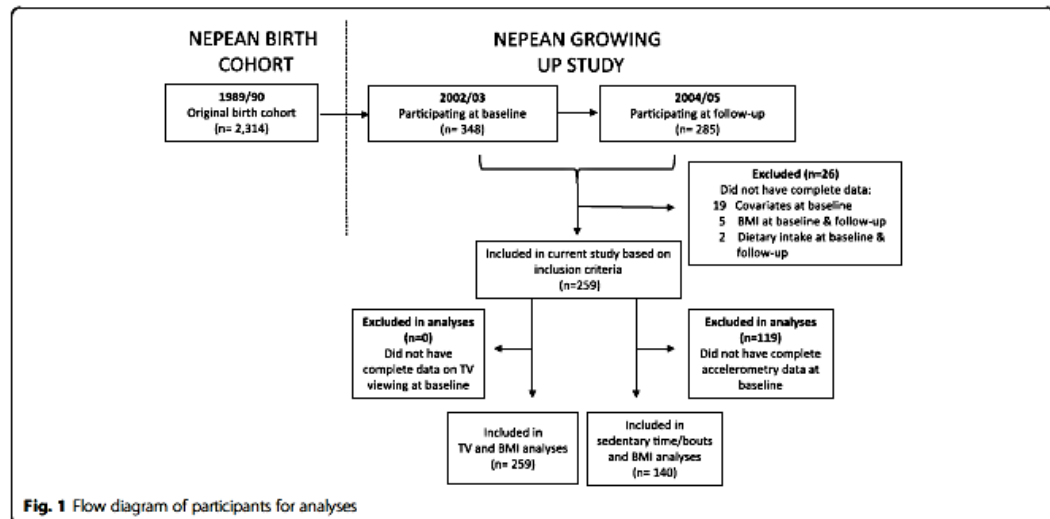 NEPEAN BIRTH
COHORT
NEPEAN GROWING
UP STUDY
1989/90
Original birth cohort
(n= 2,314)
2002/03
Participating at baseline
(n= 348)
2004/05
Participating at follow-up
(n= 285)
Excluded (n=26)
Did not have complete data:
19 Covariates at baseline
5 BMI at baseline & follow-up
2 Dietary intake at baseline &
follow-up
Included in current study based on
inclusion criteria
(n=259)
Excluded in analyses
(n=0)
Did not have
complete data on TV
viewing at baseline
Excluded in analyses
(n=119)
Did not have complete
accelerometry data at
baseline
Included in
TV and BMI analyses
(n= 259)
Included in
sedentary time/bouts
and BMI analyses
(n= 140)
Fig. 1 Flow diagram of participants for analyses